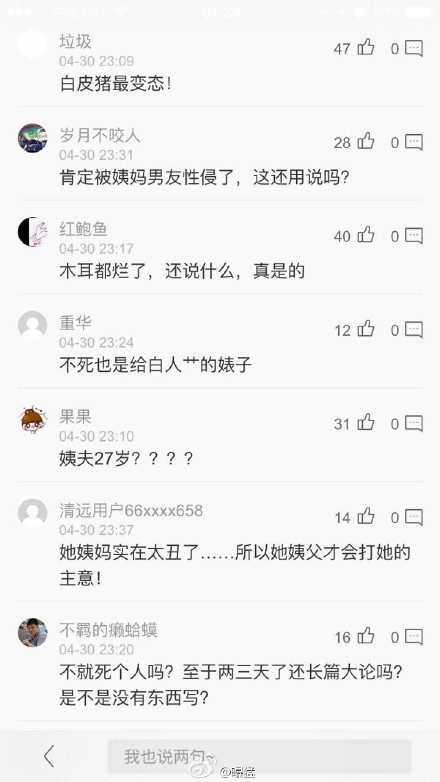 01:23
垃圾
47
0
04-30 23:09
白皮猪最变态!
岁月不咬人
28
0
04-30 23:31
肯定被姨妈男友性侵了，这还用说吗?
红鲍鱼
40
0
04-30 23:17
木耳都烂了，还说什么，真是的
重华
12
0
04-30 23:24
不死也是给白人艹的婊子
果果
31
0
04-30 23:10
姨夫27岁? ? ? ?
清远用户66xxxx658
14
0
04-30 23:37
她姨妈实在太丑了……所以她姨父才会打她的
主意!
不羁的癞蛤蟆
16
0
04-30 23:20
不就死个人吗? 至于两三天了还长篇大论吗?
是不是没有东西写?
我也说两句~
@曝猛